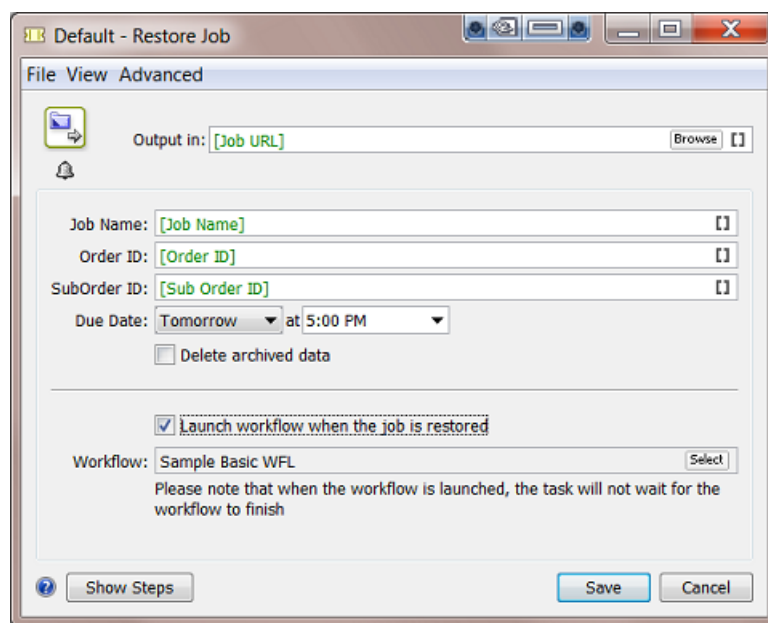 Default - Restore Job
File View Advanced
Output in: [Job URL] Browse []
Job Name: [Job Name] []
Order ID: [Order ID] []
SubOrder ID: [Sub Order ID] []
Due Date: Tomorrow at 5:00 PM
Delete archived data
Launch workflow when the job is restored
Workflow: Sample Basic WFL Select
Please note that when the workflow is launched, the task will not wait for the
workflow to finish
? Show Steps Save Cancel